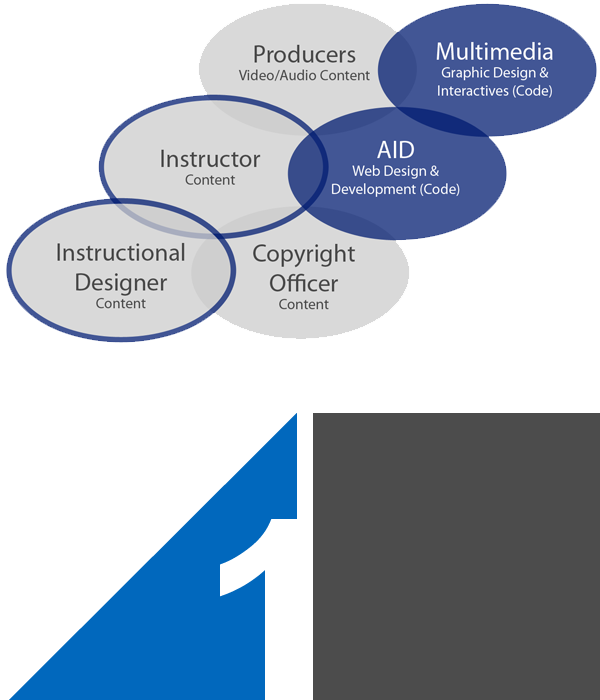 Producers
Video/Audio Content
Multimedia
Graphic Design &
Interactives (Code)
Instructor
Content
AID
Web Design &
Development (Code)
Instructional
Designer
Content
Copyright
Officer
Content
1